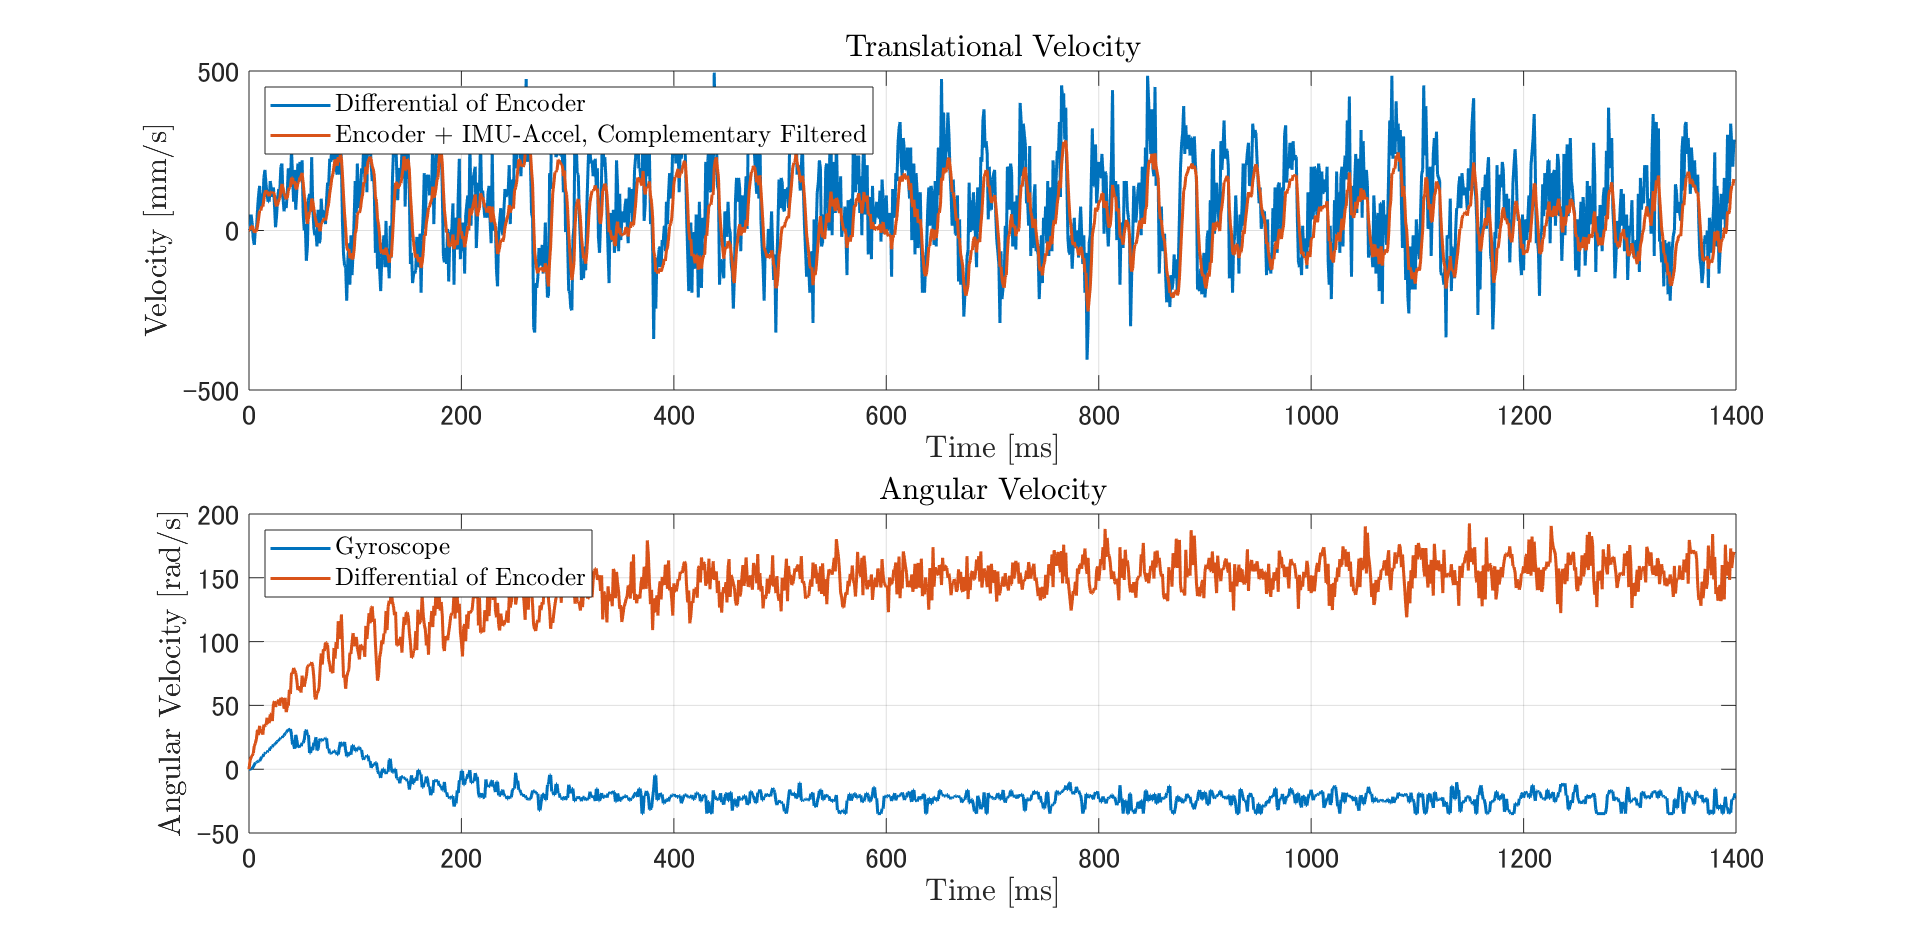 Translational Velocity
500
0
−500
Velocity [mm/s]
Differential of Encoder
Encoder + IMU-Accel, Complementary Filtered
0 200 400 600 800 1000 1200 1400
Time [ms]
Angular Velocity
200
150
100
50
0
−50
Angular Velocity [rad/s]
Gyroscope
Differential of Encoder
0 200 400 600 800 1000 1200 1400
Time [ms]